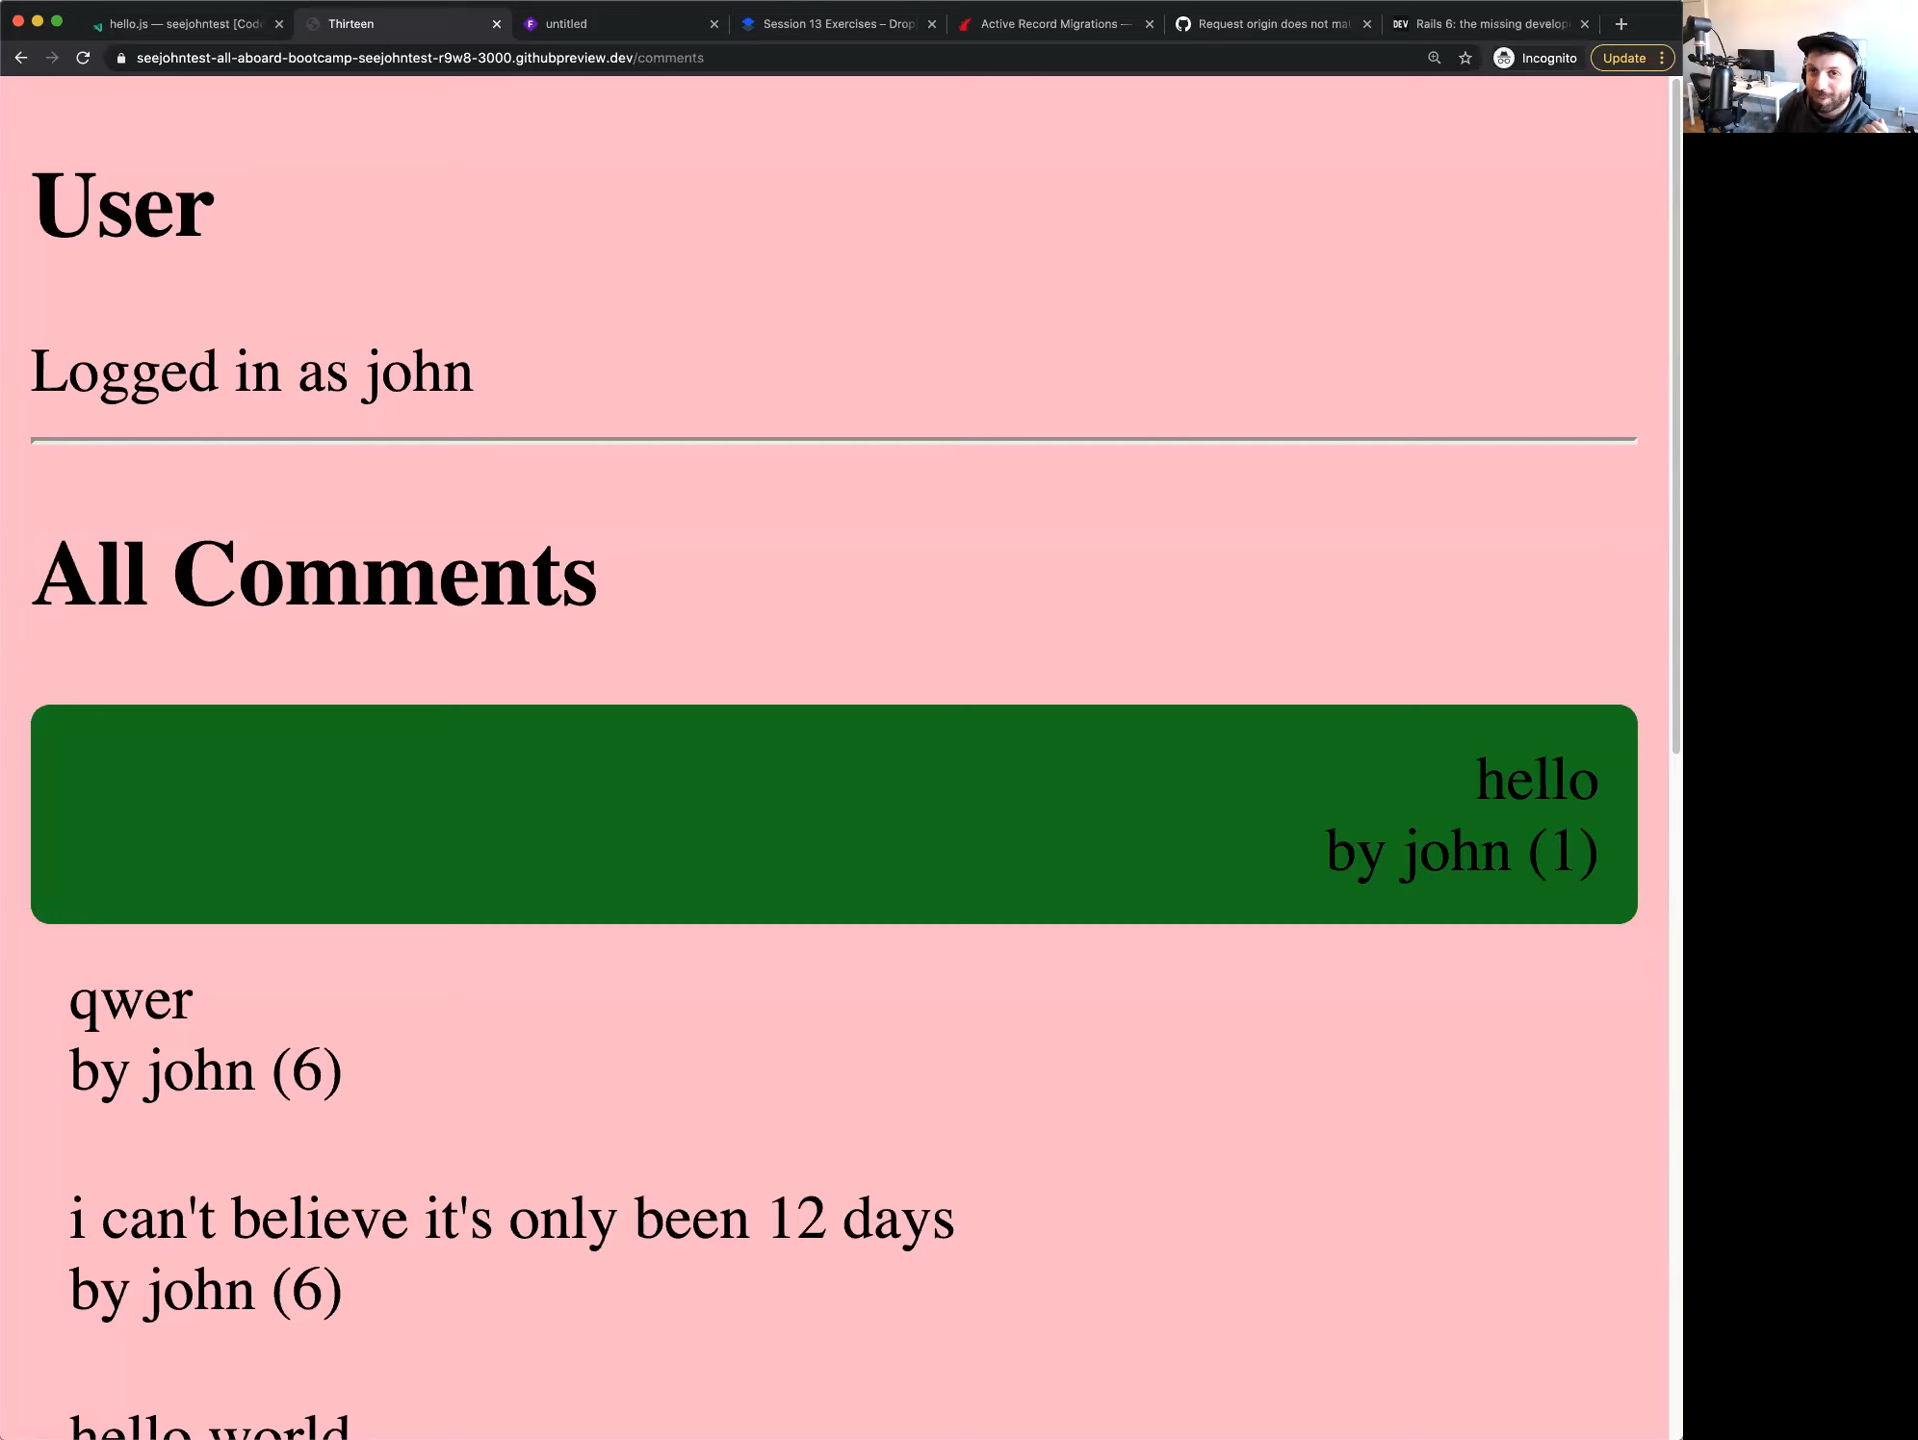 hello.js — seejohntest [Code
Thirteen
untitled
Session 13 Exercises – Drop
Active Record Migrations —
Request origin does not ma
DEV
Rails 6: the missing develop
seejohntest-all-aboard-bootcamp-seejohntest-r9w8-3000.githubpreview.dev/comments
Incognito
Update
User
Logged in as john
All Comments
hello
by john (1)
qwer
by john (6)
i can't believe it's only been 12 days
by john (6)
hello world